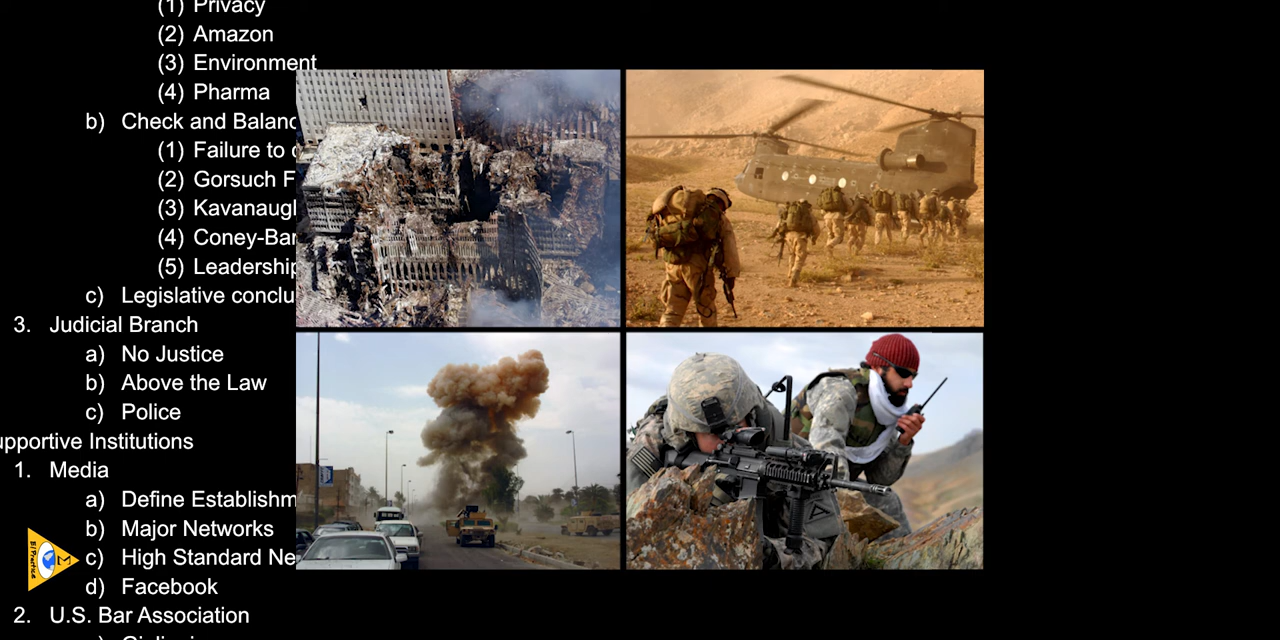 (1) Privacy
(2) Amazon
(3) Environment
(4) Pharma
b) Check and Balanc
(1) Failure to
(2) Gorsuch F
(3) Kavanaugh
(4) Coney-Bar
(5) Leadership
c) Legislative conclu
3. Judicial Branch
a) No Justice
b) Above the Law
c) Police
upportive Institutions
1. Media
a) Define Establishm
b) Major Networks
c) High Standard Ne
d) Facebook
2. U.S. Bar Association